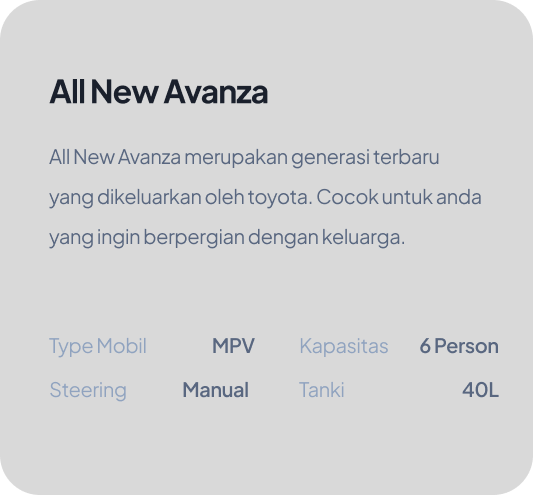 All New Avanza
All New Avanza merupakan generasi terbaru
yang dikeluarkan oleh toyota. Cocok untuk anda
yang ingin berpergian dengan keluarga.
Type Mobil MPV Kapasitas 6 Person
Steering Manual Tanki 40L